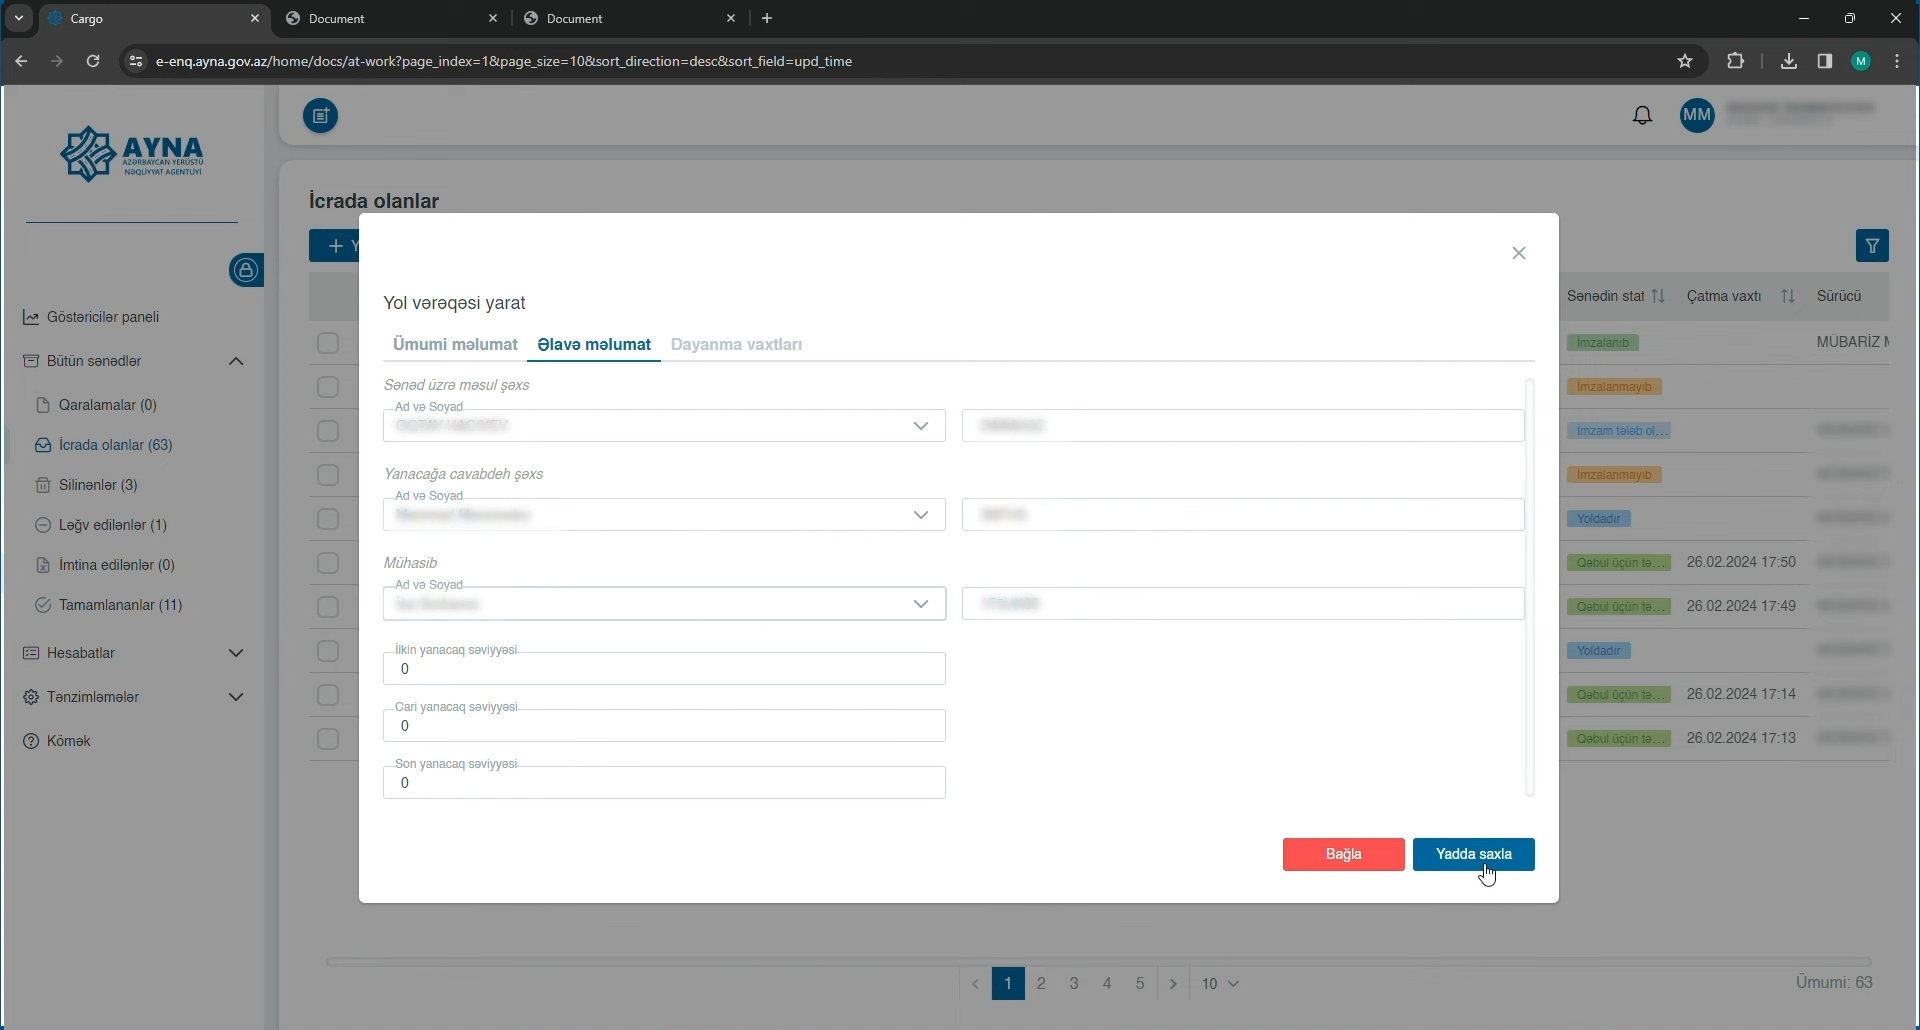 Cargo
Document
Document
e-enq.ayna.gov.az/home/docs/at-work?page_index=1&page_size=10&sort_direction=desc&sort_field=upd_time
M
AYNA
AZƏRBAYCAN YERÜSTÜ
NƏQLİYYAT AGENTLİYİ
MM
Göstəricilər paneli
Bütün sənədlər
Qaralamalar (0)
İcrada olanlar (63)
Silinənlər (3)
Ləğv edilənlər (1)
İmtina edilənlər (0)
Tamamlananlar (11)
Hesabatlar
Tənzimləmələr
Kömək
İcrada olanlar
+ Y
Yol vərəqəsi yarat
Ümumi məlumat
Əlavə məlumat
Dayanma vaxtları
Sənəd üzrə məsul şəxs
Ad və Soyad
Yanacağa cavabdeh şəxs
Ad və Soyad
Mühasib
Ad və Soyad
İlkin yanacaq səviyyəsi
0
Cari yanacaq səviyyəsi
0
Son yanacaq səviyyəsi
0
Bağla
Yadda saxla
Sənədin stat
Çatma vaxtı
Sürücü
İmzalanıb
MÜBARİZ
İmzalanmayıb
İmzam tələb ol...
İmzalanmayıb
Yoldadır
Qəbul üçün tə...
26.02.2024 17:50
Qəbul üçün tə...
26.02.2024 17:49
Yoldadır
Qəbul üçün tə...
26.02.2024 17:14
Qəbul üçün tə...
26.02.2024 17:13
1 2 3 4 5
10
Ümumi: 63